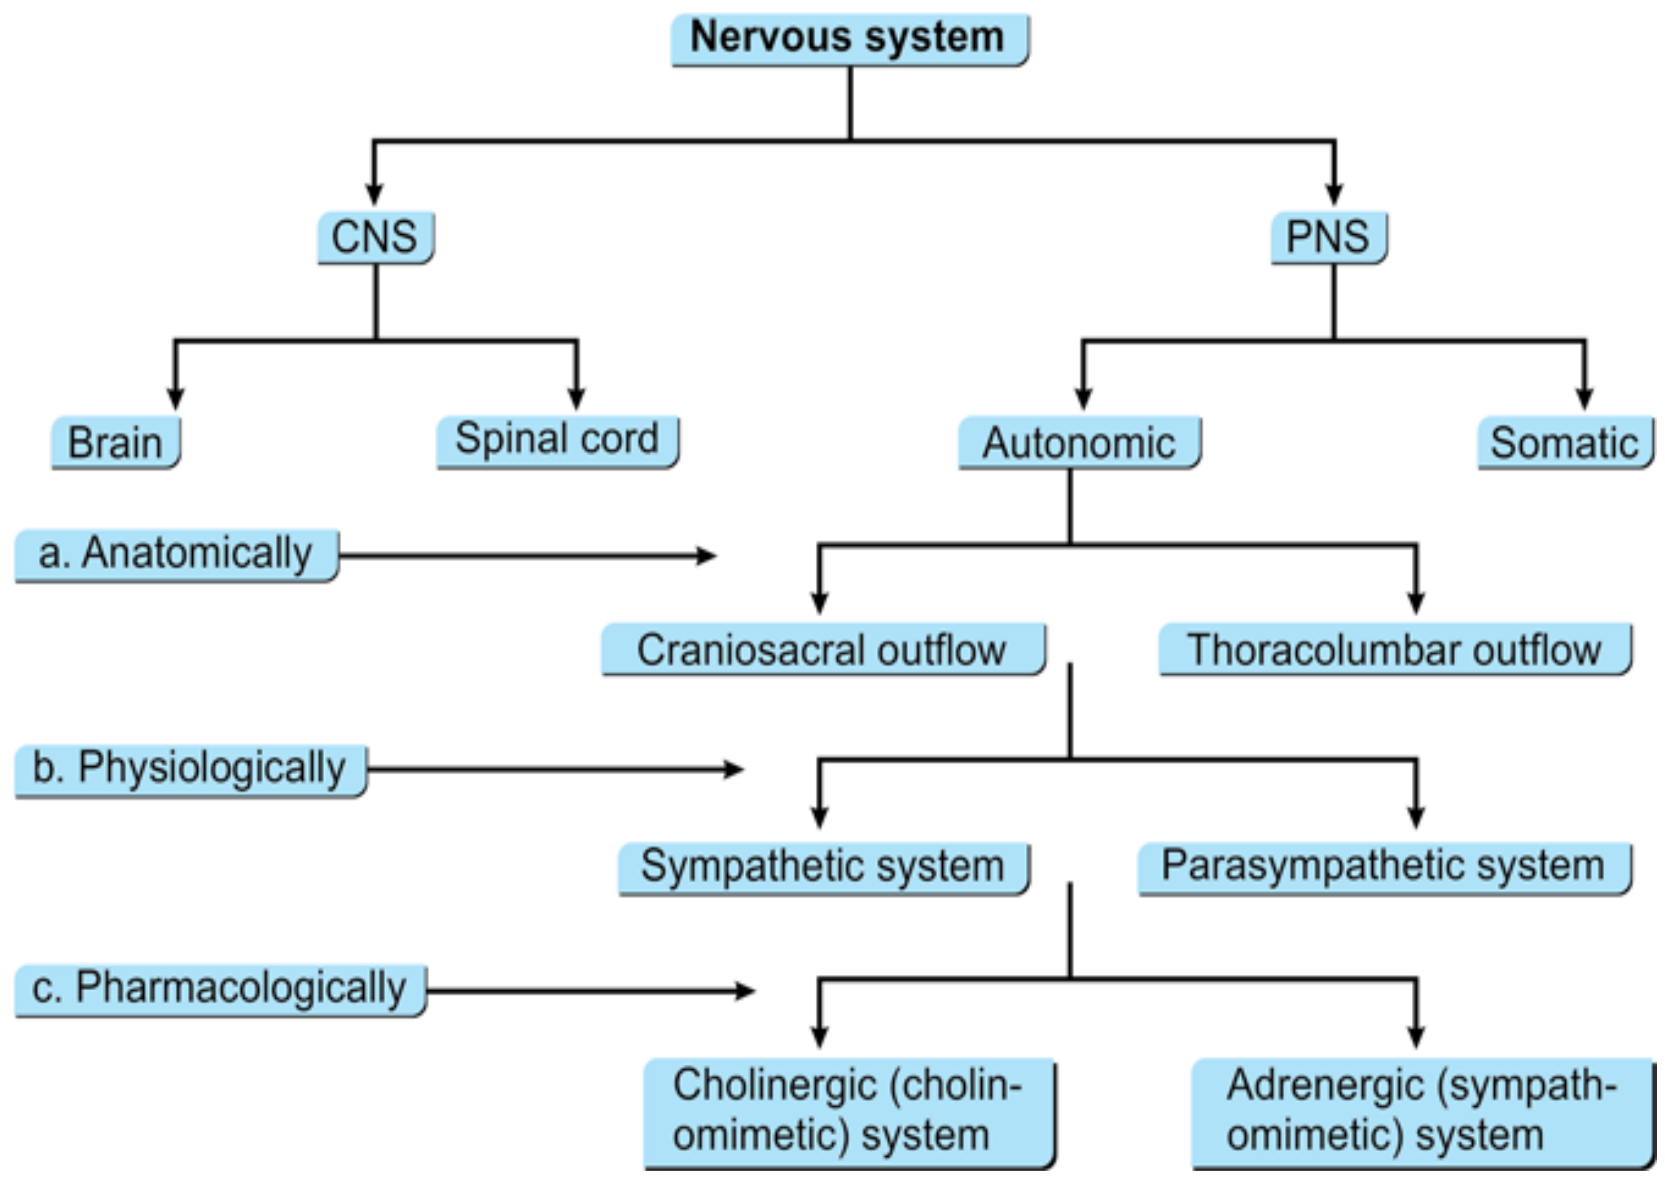 Nervous system
CNS
PNS
Brain
Spinal cord
Autonomic
Somatic
a. Anatomically
Craniosacral outflow
Thoracolumbar outflow
b. Physiologically
Sympathetic system
Parasympathetic system
c. Pharmacologically
Cholinergic (cholin-
omimetic) system
Adrenergic (sympath-
omimetic) system